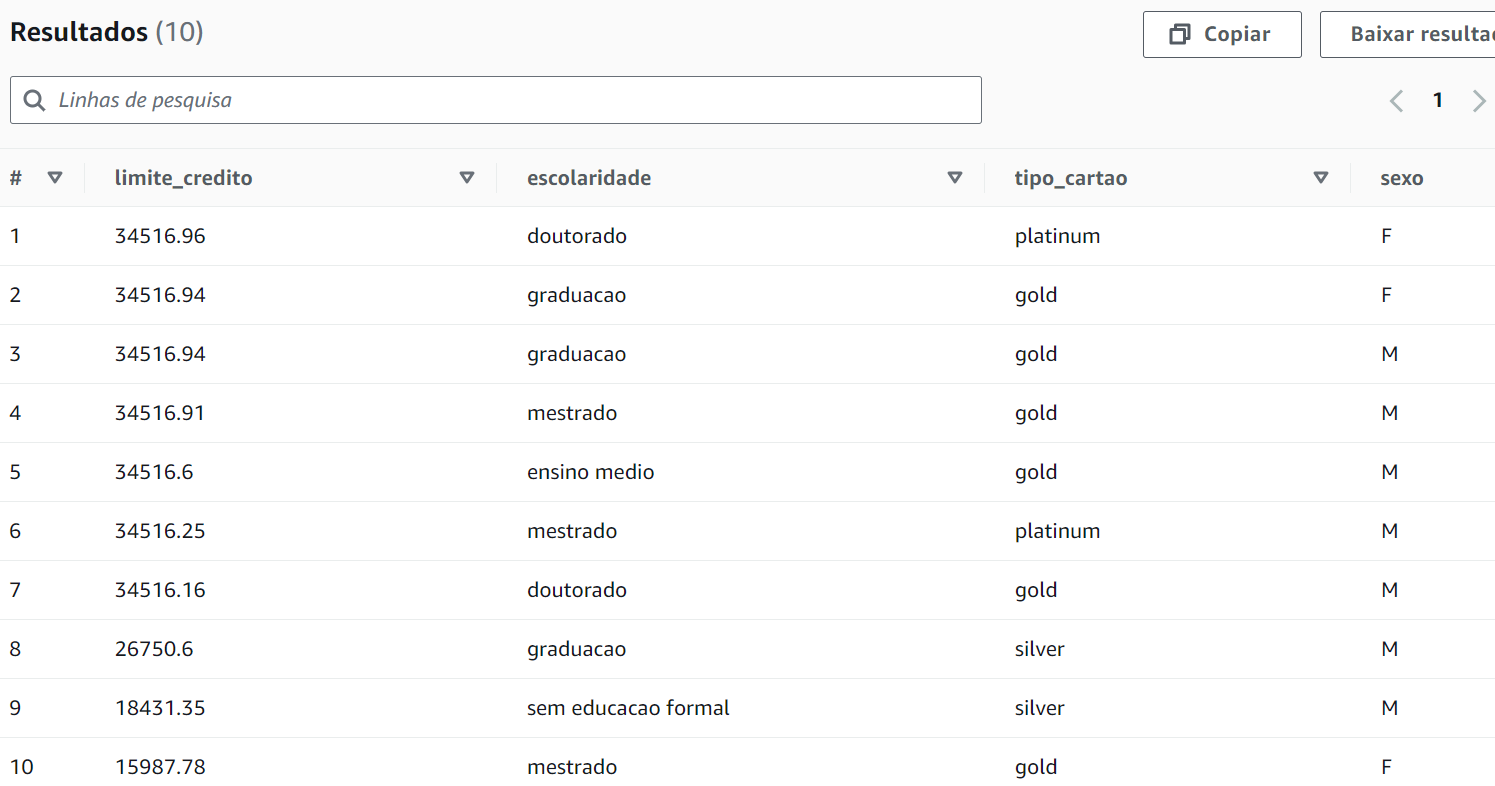 Resultados (10)
Copiar
Baixar resulta
Linhas de pesquisa
1
# limite_credito escolaridade tipo_cartao sexo
1 34516.96 doutorado platinum F
2 34516.94 graduacao gold F
3 34516.94 graduacao gold M
4 34516.91 mestrado gold M
5 34516.6 ensino medio gold M
6 34516.25 mestrado platinum M
7 34516.16 doutorado gold M
8 26750.6 graduacao silver M
9 18431.35 sem educacao formal silver M
10 15987.78 mestrado gold F